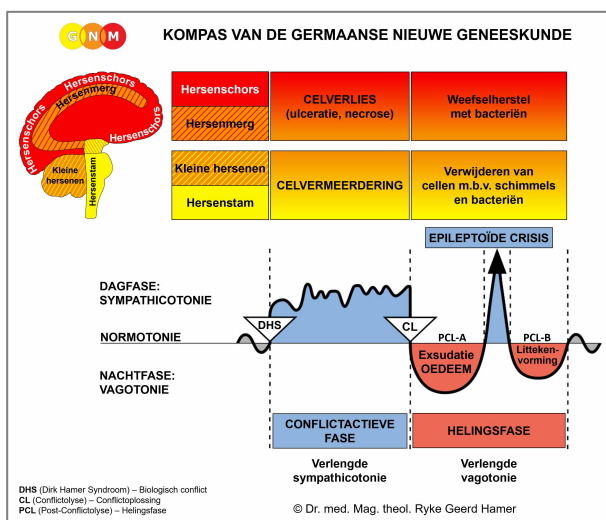 G N M
KOMPAS VAN DE GERMAANSE NIEUWE GENEESKUNDE
Hersenschors
Hersenmerg
Hersenschors
Hersenschors
Kleine
hersenen
Hersenstam
Hersenschors
Hersenmerg
CELVERLIES
(ulceratie, necrose)
Weefselherstel
met bacteriën
Kleine hersenen
Hersenstam
CELVERMEERDERING
Verwijderen van
cellen m.b.v. schimmels
en bacteriën
EPILEPTOÏDE CRISIS
DAGFASE:
SYMPATHICOTONIE
NORMOTONIE
NACHTFASE:
VAGOTONIE
DHS
CL
PCL-A
PCL-B
Exsudatie
OEDEEM
Litteken-
vorming
CONFLICTACTIEVE
FASE
HELINGSFASE
Verlengde
sympathicotonie
Verlengde
vagotonie
DHS (Dirk Hamer Syndroom) – Biologisch conflict
CL (Conflictolyse) – Conflictoplossing
PCL (Post-Conflictolyse) – Helingsfase
© Dr. med. Mag. theol. Ryke Geerd Hamer